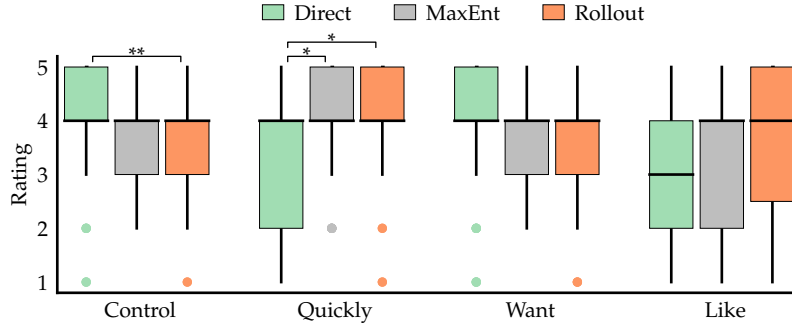 Direct MaxEnt Rollout
Rating
5
4
3
2
1
**
*
*
Control Quickly Want Like